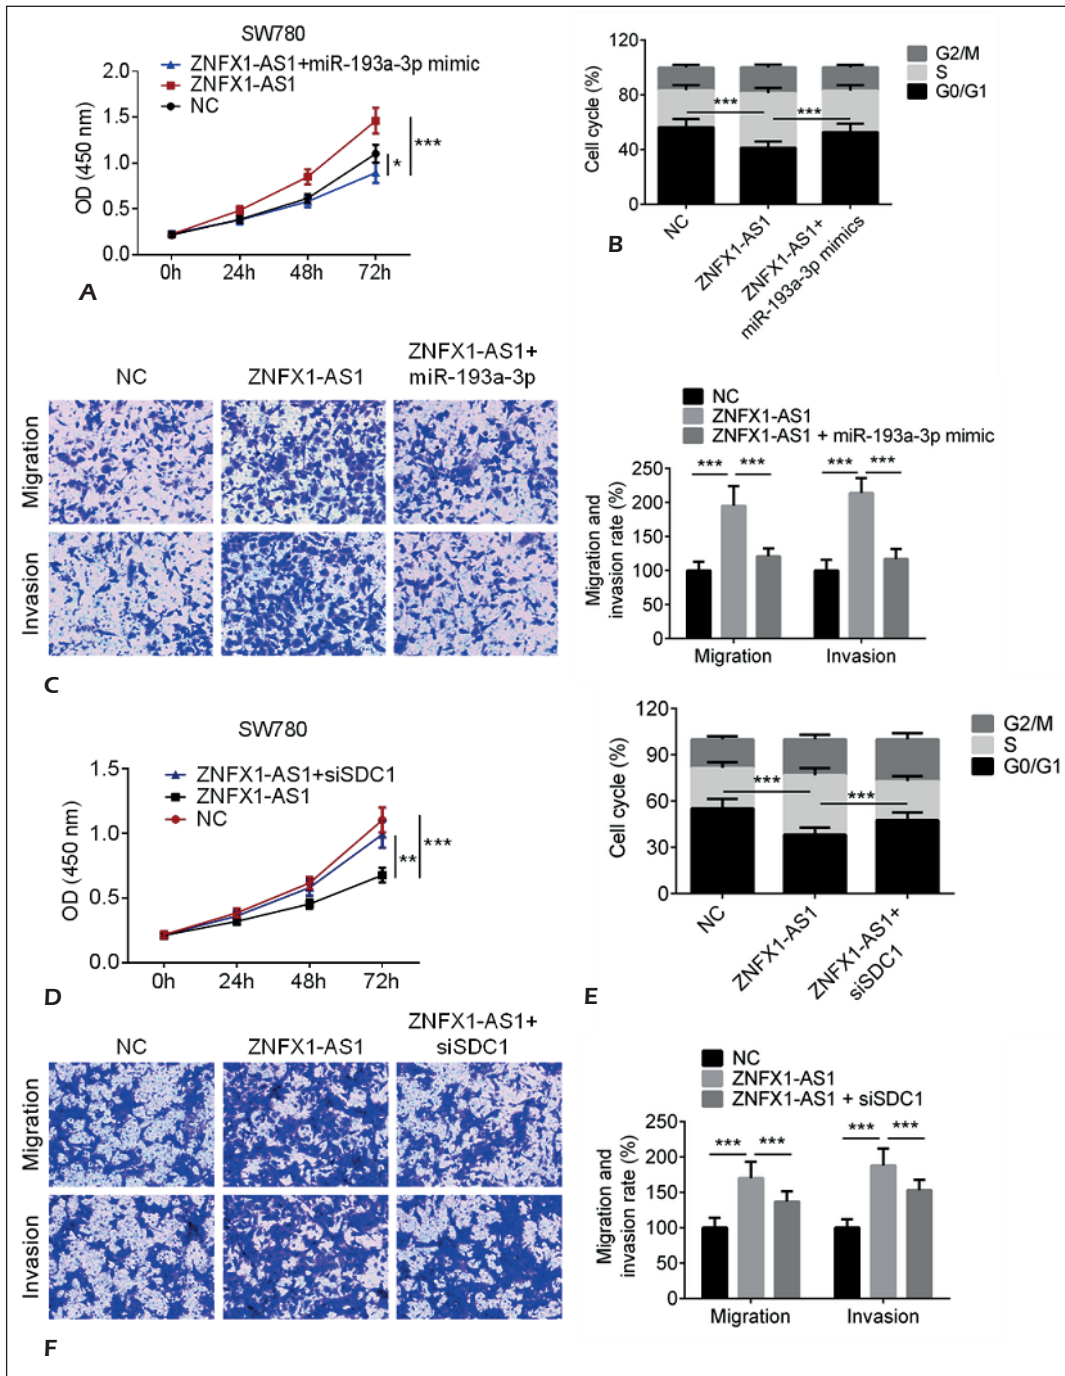 SW780
ZNFX1-AS1+miR-193a-3p mimic
ZNFX1-AS1
NC
2.0
1.5
1.0
0.5
0.0
OD (450 nm)
0h 24h 48h 72h
*
***
A
120
80
40
0
Cell cycle (%)
G2/M
S
G0/G1
*** ***
NC
ZNFX1-AS1
ZNFX1-AS1+
miR-193a-3p mimics
B
NC
ZNFX1-AS1
ZNFX1-AS1+
miR-193a-3p
Migration
Invasion
C
NC
ZNFX1-AS1
ZNFX1-AS1 + miR-193a-3p mimic
250
200
150
100
50
0
Migration and
invasion rate (%)
*** *** *** ***
Migration Invasion
SW780
ZNFX1-AS1+siSDC1
ZNFX1-AS1
NC
1.5
1.0
0.5
0.0
OD (450 nm)
0h 24h 48h 72h
**
***
D
120
90
60
30
0
Cell cycle (%)
G2/M
S
G0/G1
*** ***
NC
ZNFX1-AS1
ZNFX1-AS1+
siSDC1
E
NC
ZNFX1-AS1
ZNFX1-AS1+
siSDC1
Migration
Invasion
F
NC
ZNFX1-AS1
ZNFX1-AS1 + siSDC1
250
200
150
100
50
0
Migration and
invasion rate (%)
*** *** *** ***
Migration Invasion